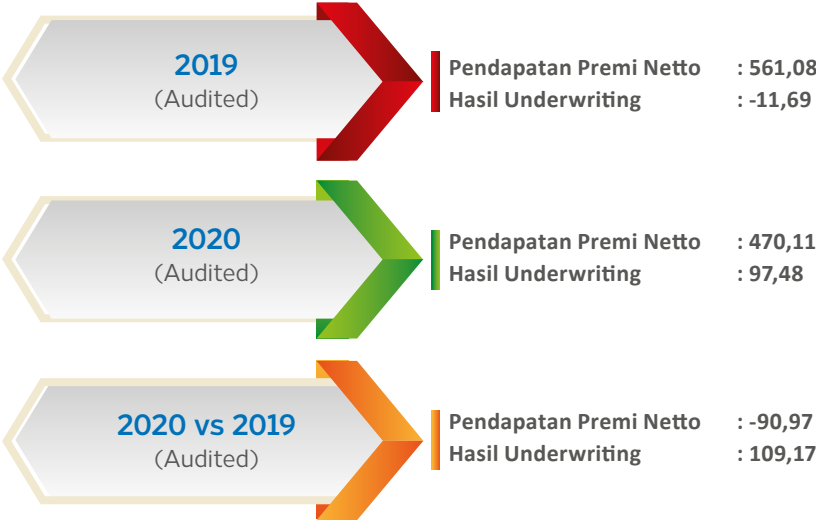 2019
(Audited)
Pendapatan Premi Netto : 561,08
Hasil Underwriting : -11,69
2020
(Audited)
Pendapatan Premi Netto : 470,11
Hasil Underwriting : 97,48
2020 vs 2019
(Audited)
Pendapatan Premi Netto : -90,97
Hasil Underwriting : 109,17